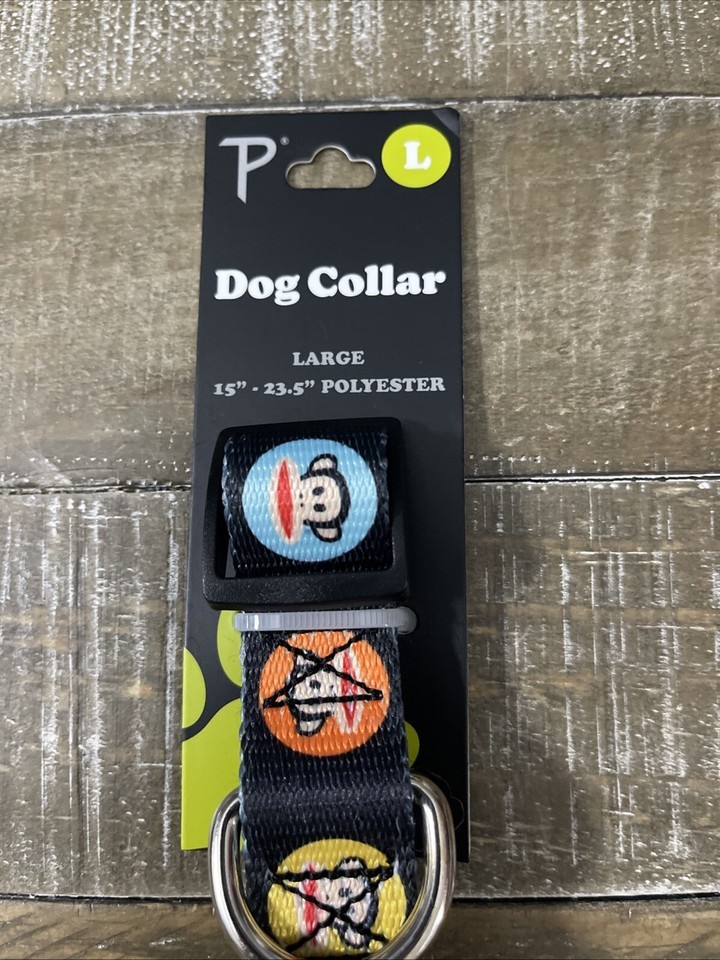 P®
L
Dog Collar
LARGE
15” - 23.5” POLYESTER